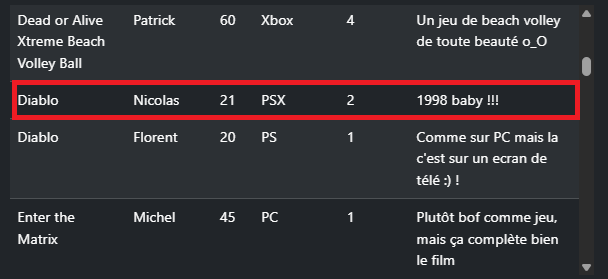 Dead or Alive Patrick 60 Xbox 4 Un jeu de beach volley
Xtreme Beach de toute beauté o_O
Volley Ball
Diablo Nicolas 21 PSX 2 1998 baby !!!
Diablo Florent 20 PS 1 Comme sur PC mais la
c'est sur un ecran de
télé :) !
Enter the Michel 45 PC 1 Plutôt bof comme jeu,
Matrix mais ça complète bien
le film